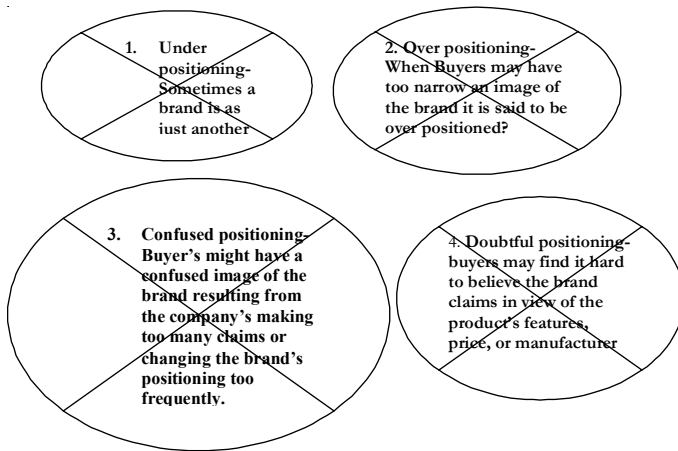 1. Under
positioning-
Sometimes a
brand is as
just another
2. Over positioning-
When Buyers may have
too narrow an image of
the brand it is said to be
over positioned?
3. Confused positioning-
Buyer's might have a
confused image of the
brand resulting from
the company's making
too many claims or
changing the brand's
positioning too
frequently.
4. Doubtful positioning-
buyers may find it hard
to believe the brand
claims in view of the
product's features,
price, or manufacturer